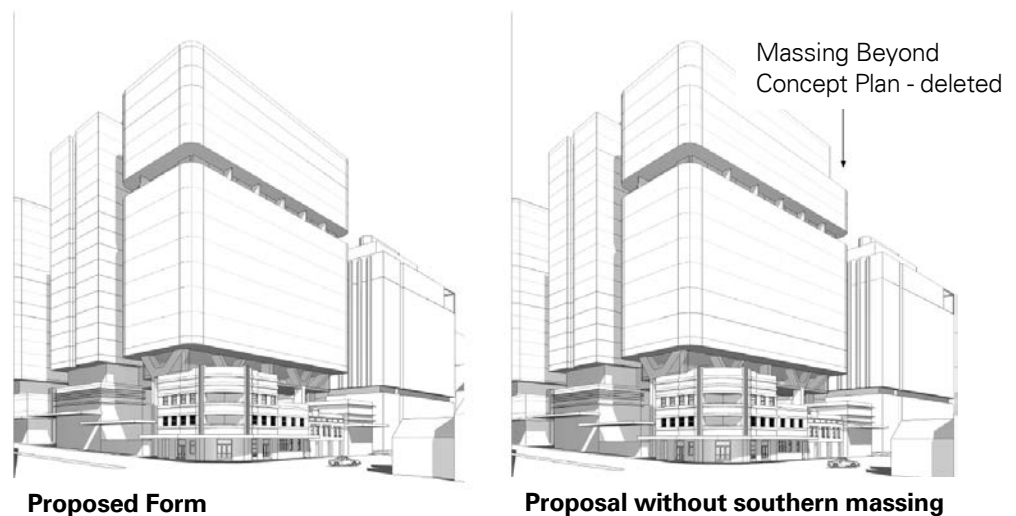 Massing Beyond
Concept Plan - deleted
Proposed Form
Proposal without southern massing